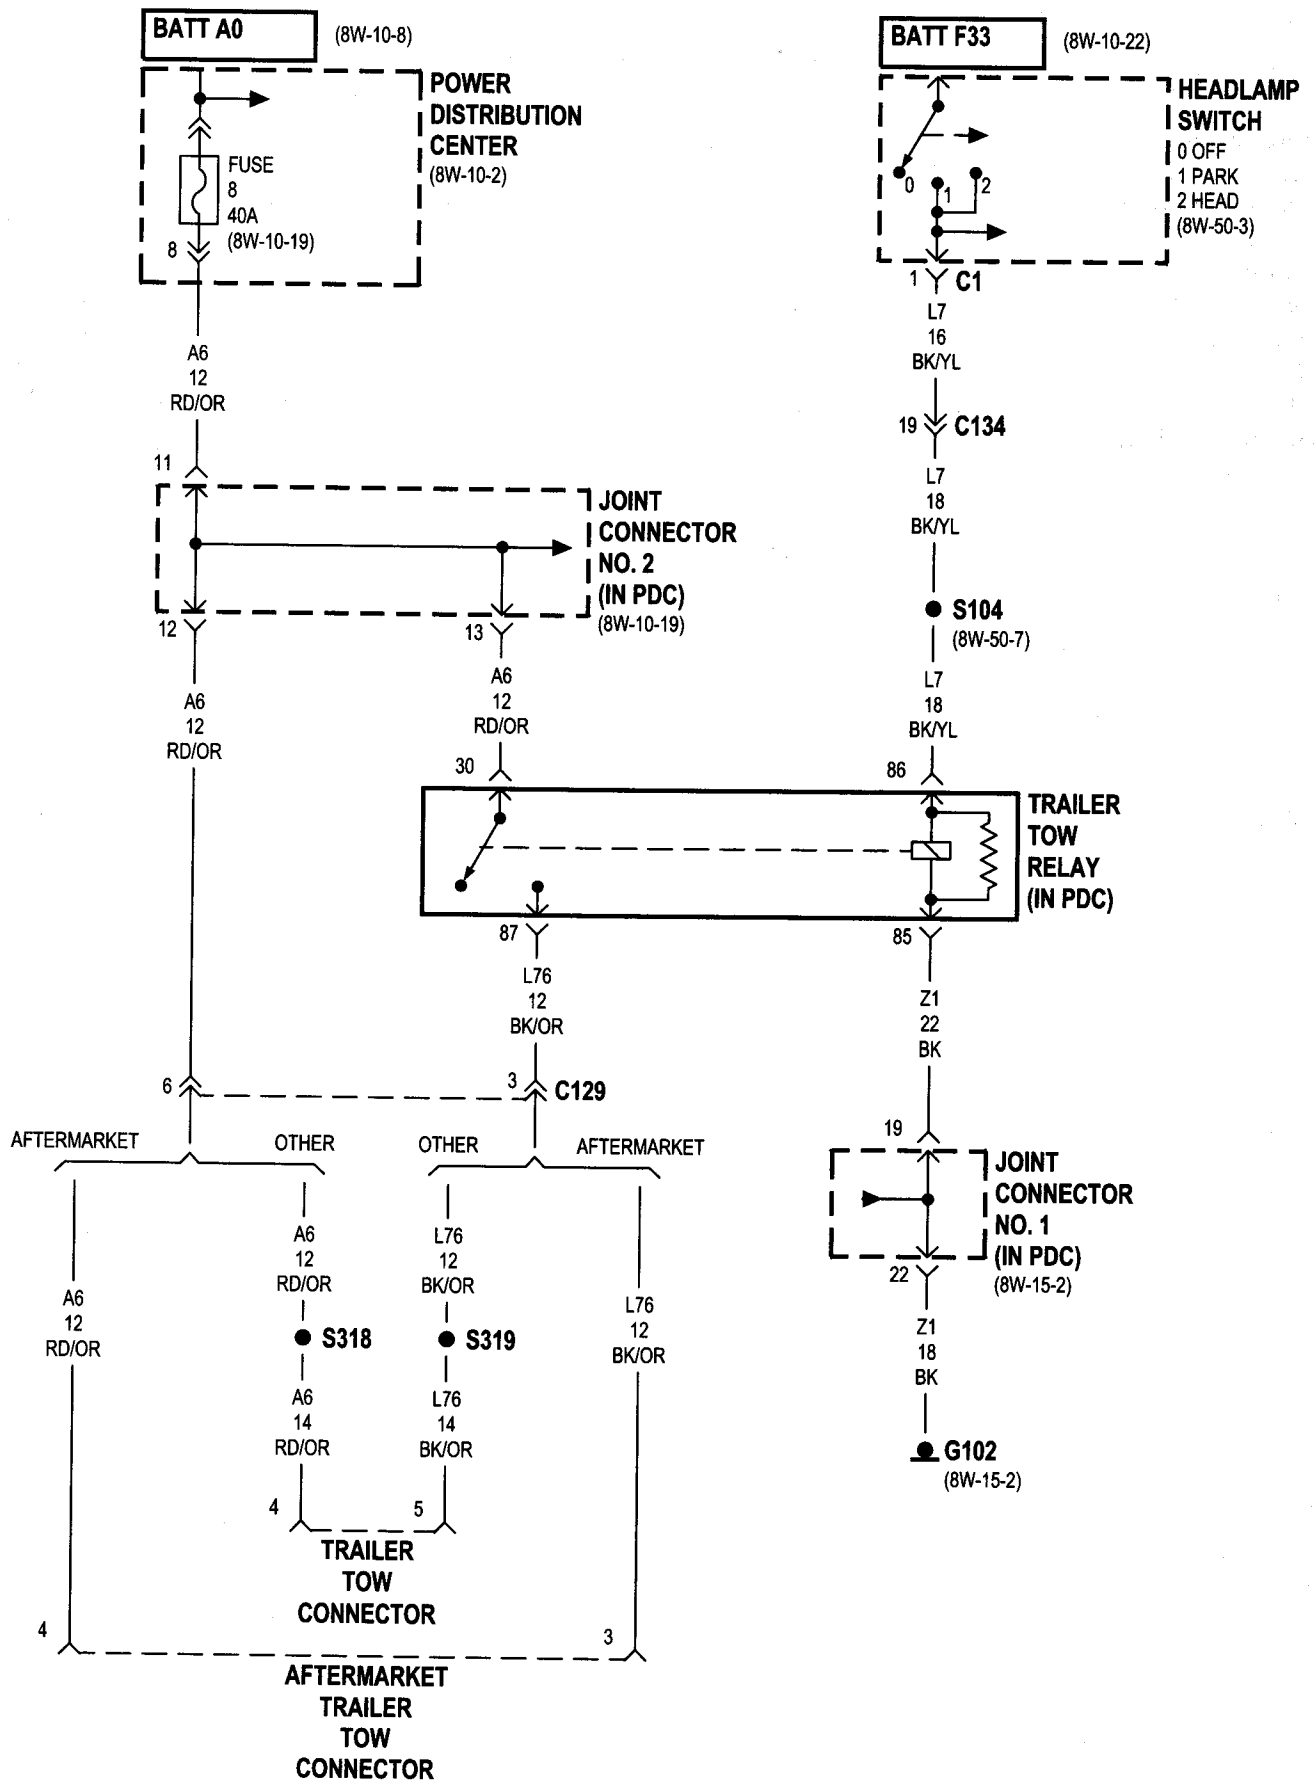 BATT A0
(8W-10-8)
POWER
DISTRIBUTION
CENTER
(8W-10-2)
FUSE
8
40A
(8W-10-19)
8
A6
12
RD/OR
11
JOINT
CONNECTOR
NO. 2
(IN PDC)
(8W-10-19)
12
13
A6
12
RD/OR
A6
12
RD/OR
BATT F33
(8W-10-22)
HEADLAMP
SWITCH
0 OFF
1 PARK
2 HEAD
(8W-50-3)
0
1
2
1
C1
L7
16
BK/YL
19
C134
L7
18
BK/YL
S104
(8W-50-7)
L7
18
BK/YL
30
86
TRAILER
TOW
RELAY
(IN PDC)
87
85
L76
12
BK/OR
Z1
22
BK
6
3
C129
19
JOINT
CONNECTOR
NO. 1
(IN PDC)
(8W-15-2)
22
Z1
18
BK
G102
(8W-15-2)
AFTERMARKET
OTHER
OTHER
AFTERMARKET
A6
12
RD/OR
A6
12
RD/OR
L76
12
BK/OR
L76
12
BK/OR
S318
S319
A6
14
RD/OR
L76
14
BK/OR
4
5
TRAILER
TOW
CONNECTOR
4
3
AFTERMARKET
TRAILER
TOW
CONNECTOR